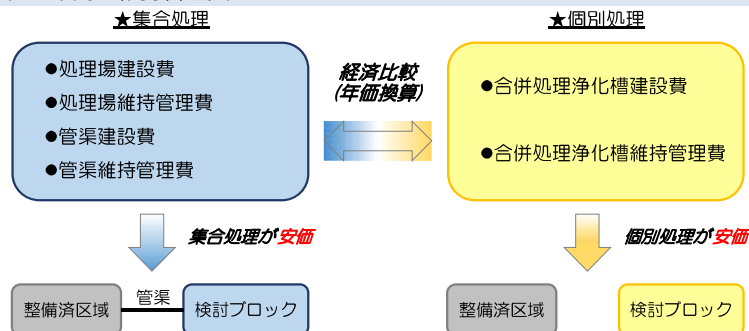 ★集合処理
●処理場建設費
●処理場維持管理費
●管渠建設費
●管渠維持管理費
経済比較
(年価換算)
★個別処理
●合併処理浄化槽建設費
●合併処理浄化槽維持管理費
集合処理が安価
個別処理が安価
整備済区域
管渠
検討ブロック
整備済区域
検討ブロック